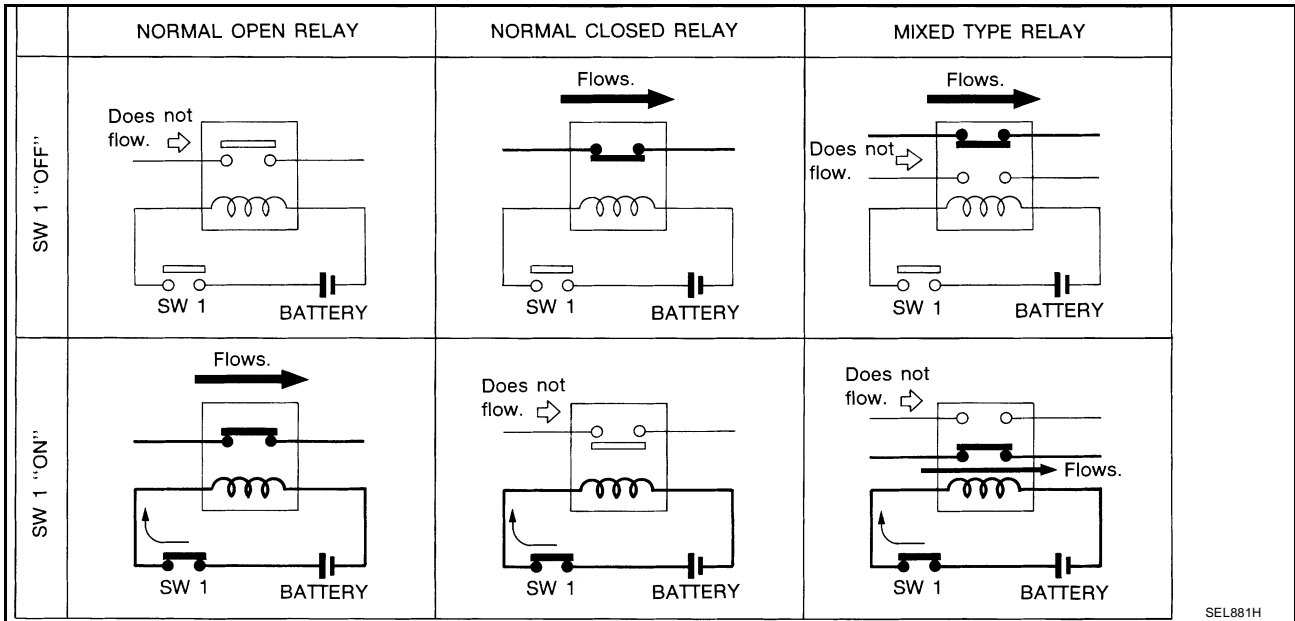 NORMAL OPEN RELAY
NORMAL CLOSED RELAY
MIXED TYPE RELAY
SW 1 "OFF"
Does not
flow.
SW 1
BATTERY
Flows.
SW 1
BATTERY
Flows.
Does not
flow.
SW 1
BATTERY
SW 1 "ON"
Flows.
SW 1
BATTERY
Does not
flow.
SW 1
BATTERY
Does not
flow.
Flows.
SW 1
BATTERY
SEL881H